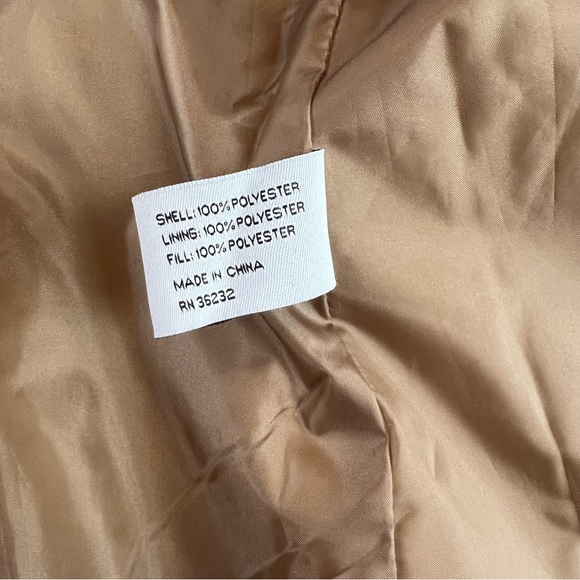 SHELL: 100% POLYESTER
LINING: 100% POLYESTER
FILL: 100% POLYESTER
MADE IN CHINA
RN 36232